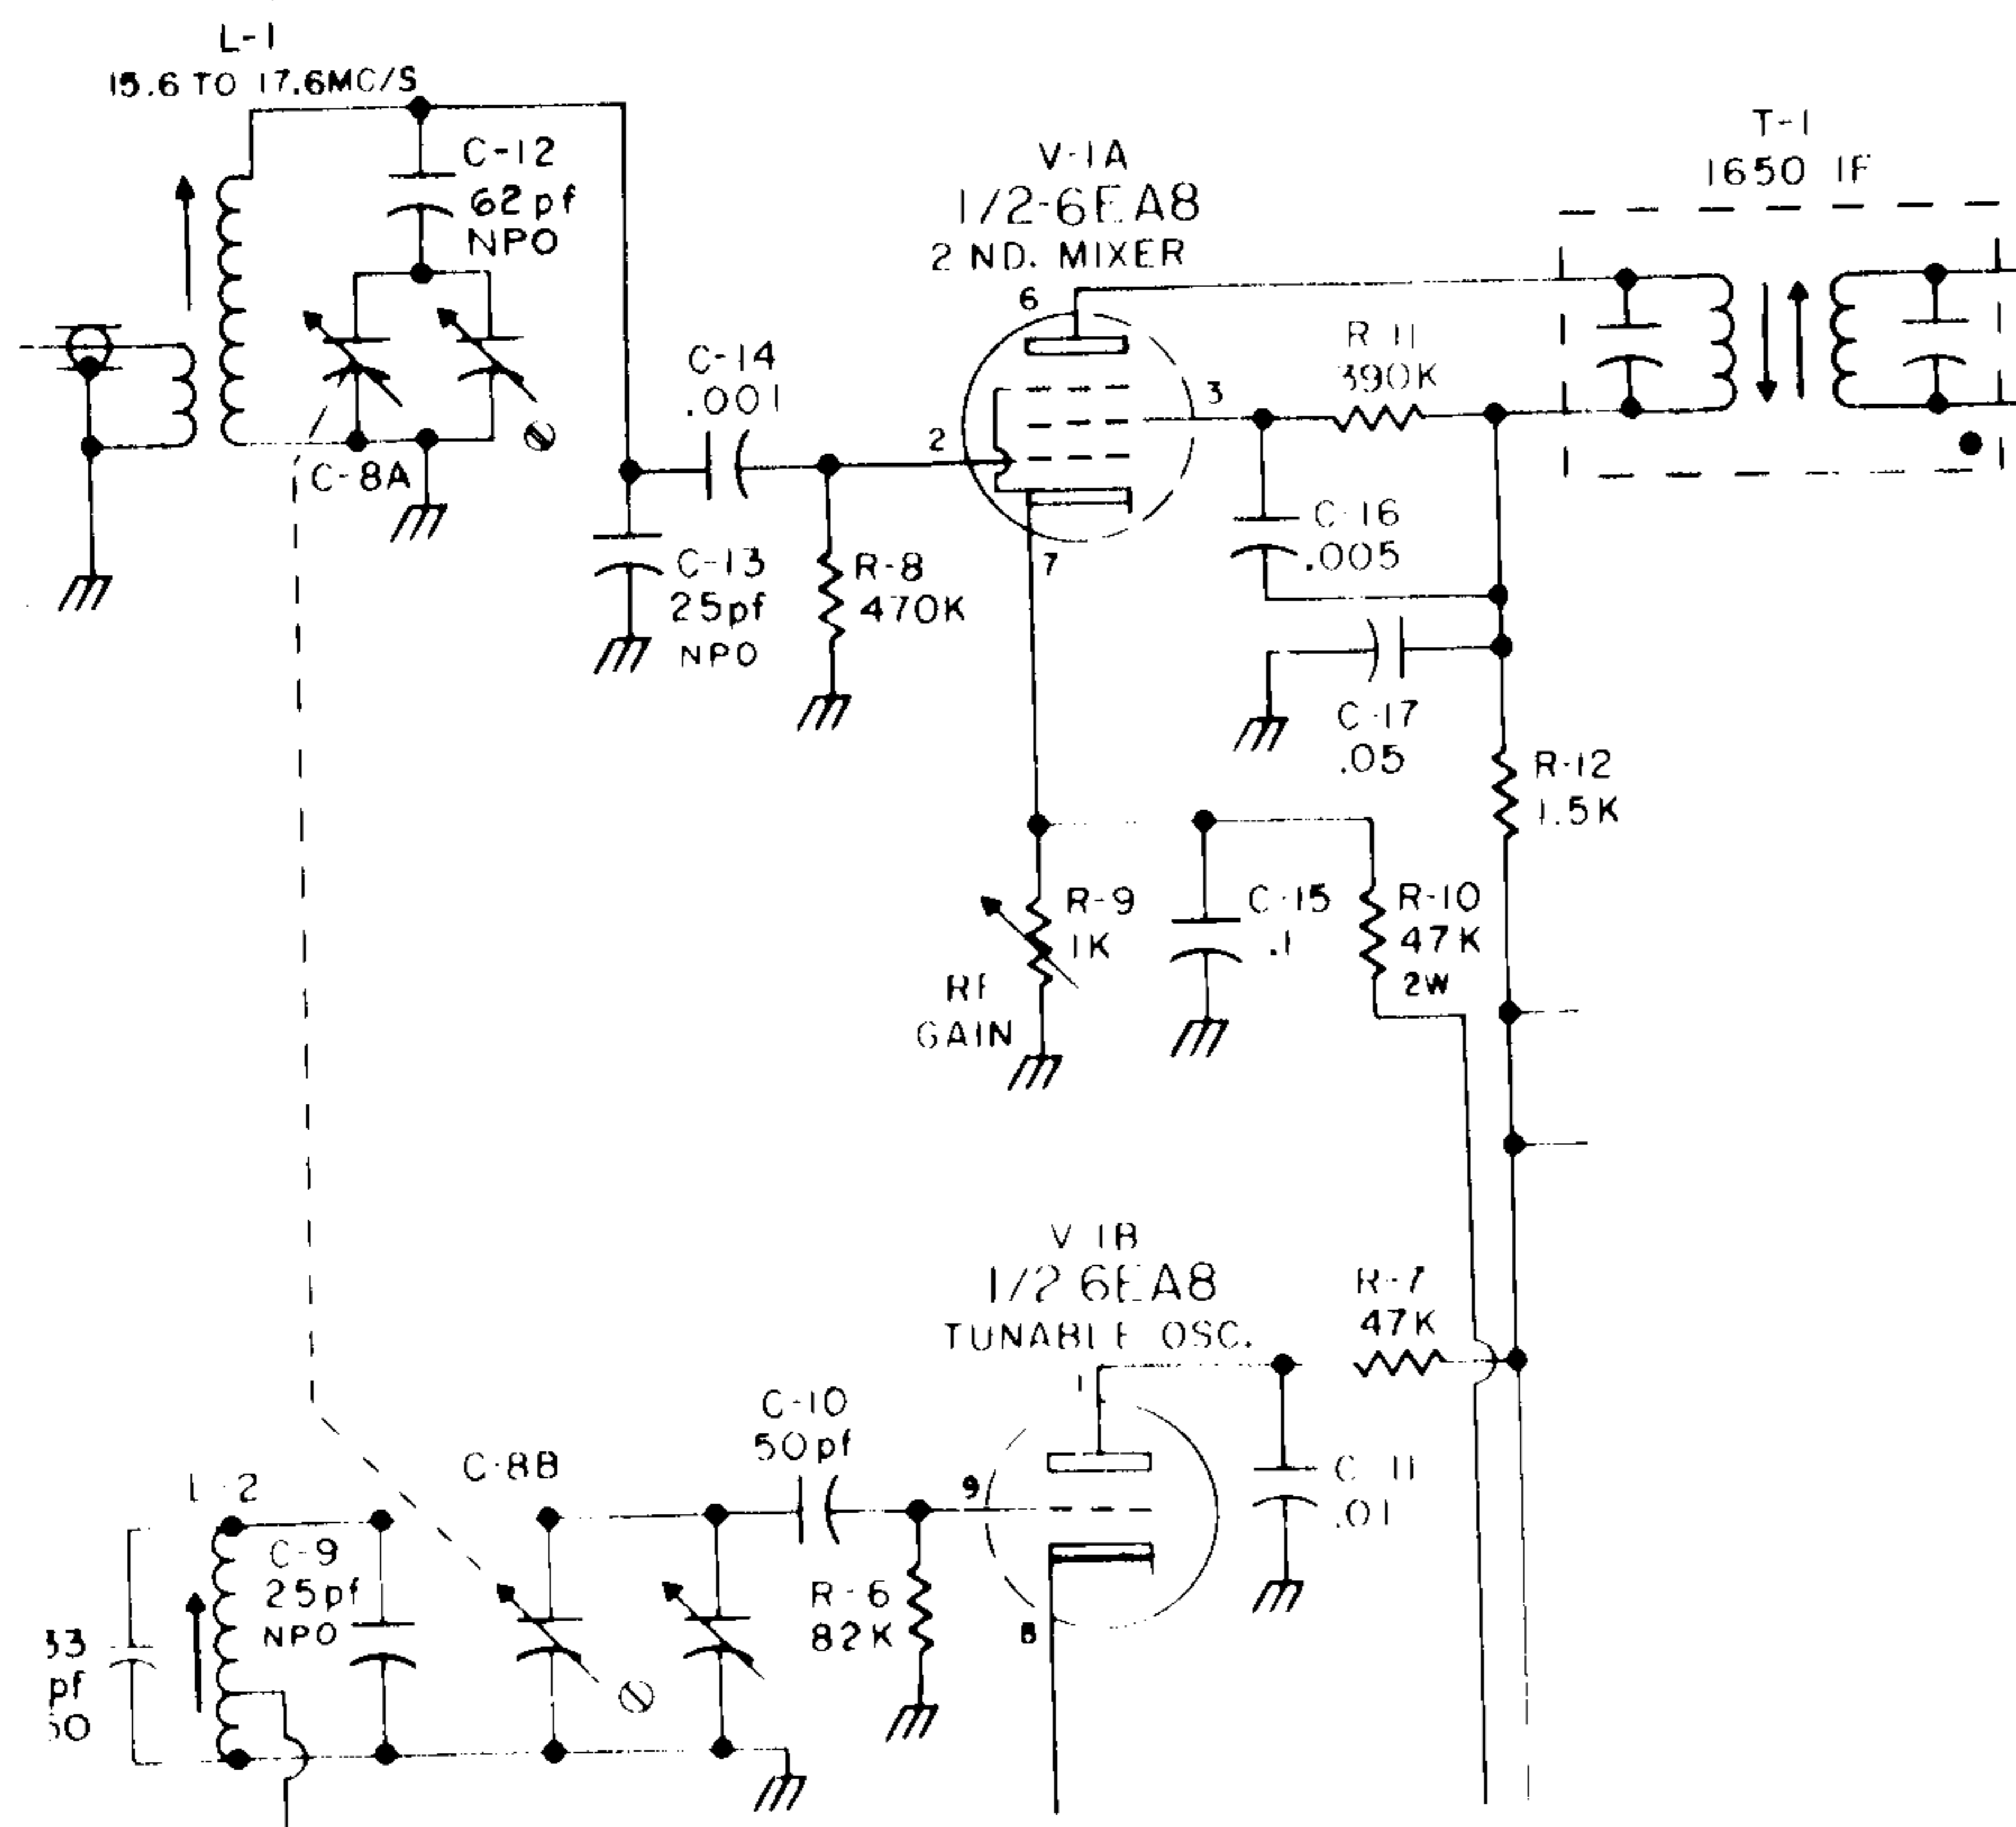 L-1
15.6 TO 17.6MC/S
C-12
62pf
NPO
C-8A
C-14
.001
C-13
25pf
NPO
R-8
470K
V-1A
1/2-6EA8
2 ND. MIXER
6
3
2
7
T-1
1650 IF
R-11
390K
C-16
.005
C-17
.05
R-12
1.5K
R-9
1K
RF
GAIN
C-15
.1
R-10
47K
2W
V-1B
1/2 6EA8
TUNABLE OSC.
R-7
47K
1
9
8
C-11
.01
C-10
50pf
C-8B
R-6
82K
L-2
C-9
25pf
NPO
33
pf